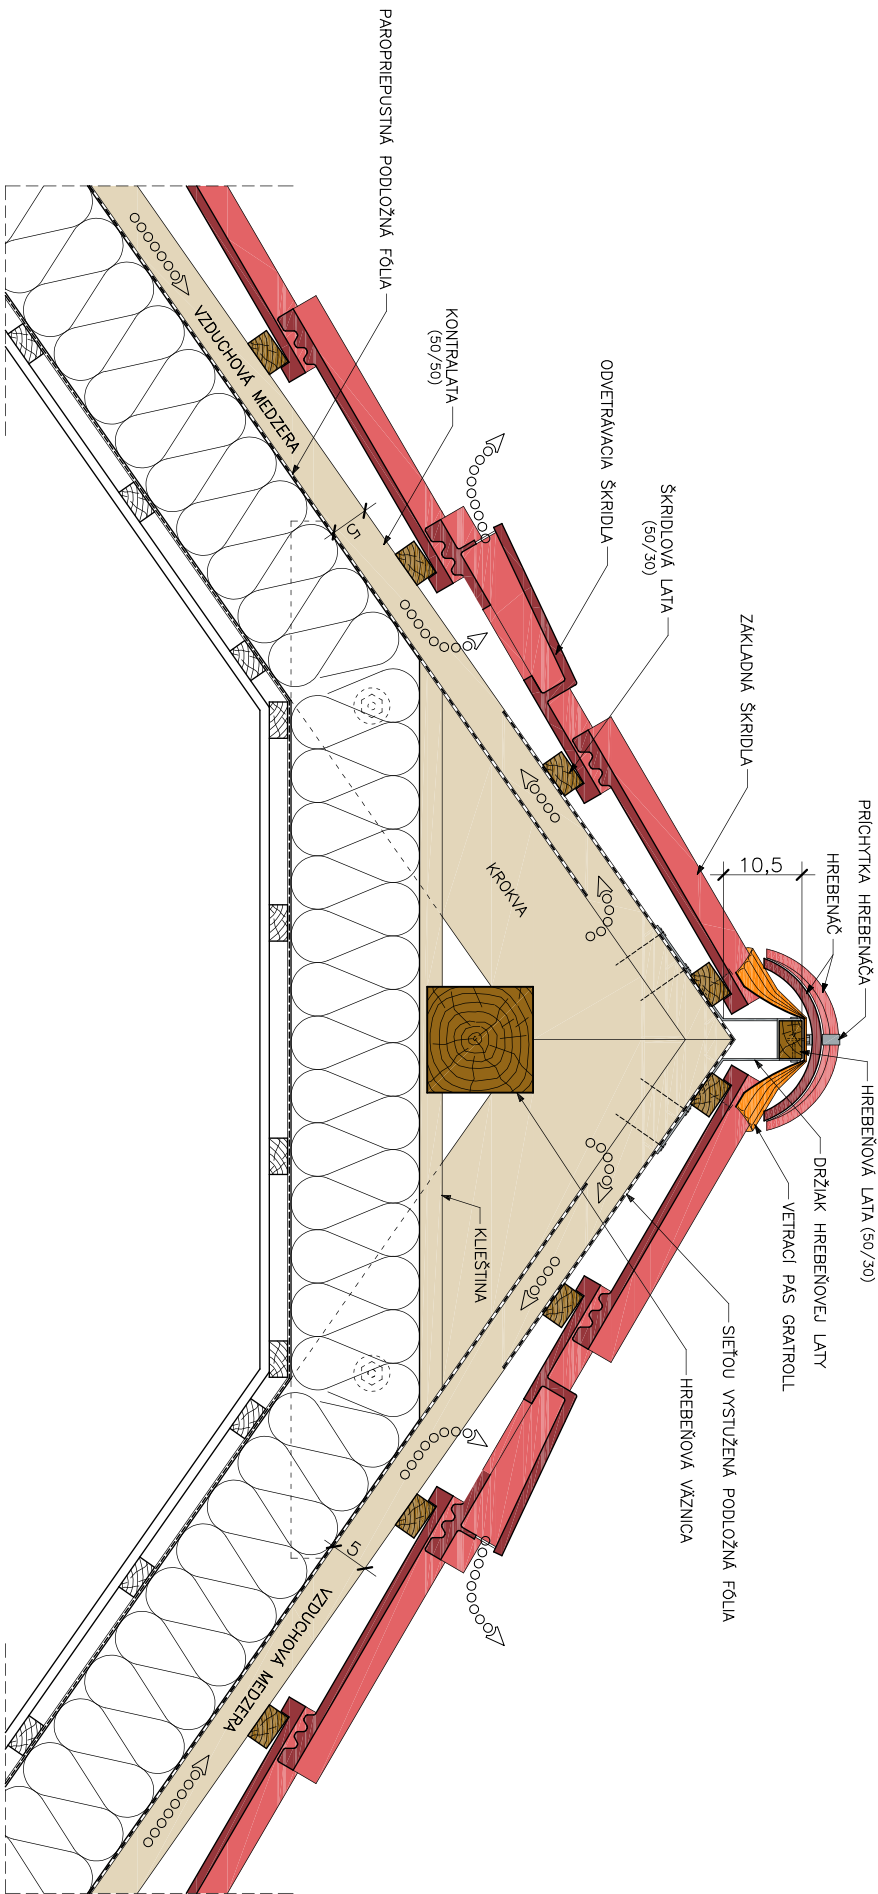 PRÍCHYTKA HREBENÁČA
HREBENÁČ
HREBEŇOVÁ LATA (50/30)
DRŽIAK HREBEŇOVEJ LATY
VETRACÍ PÁS GRATROLL
10,5
ZÁKLADNÁ ŠKRIDLA
SIEŤOU VYSTUŽENÁ PODLOŽNÁ FÓLIA
ŠKRIDLOVÁ LATA
(50/30)
HREBEŇOVÁ VÄZNICA
ODVETRÁVACIA ŠKRIDLA
KROKVA
KLIEŠTINA
KONTRALATA
(50/50)
PAROPRIEPUSTNÁ PODLOŽNÁ FÓLIA
5
5
VZDUCHOVÁ MEDZERA
VZDUCHOVÁ MEDZERA